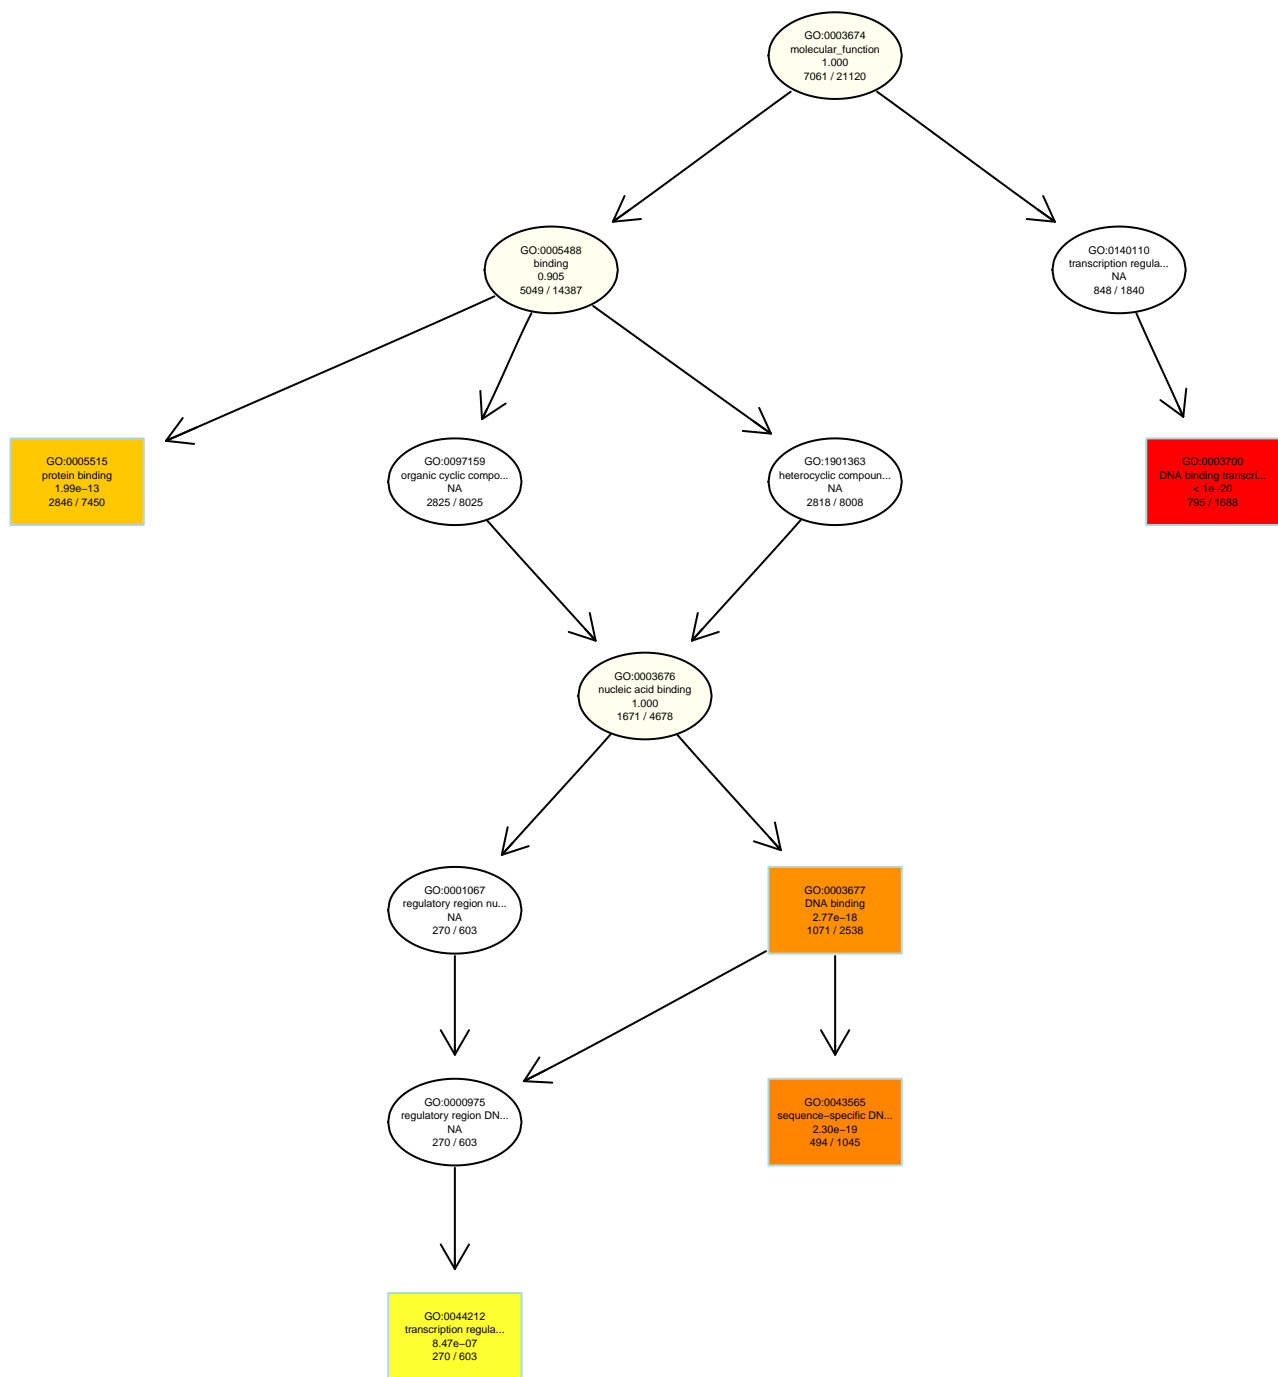 GO:0003674
molecular_function
1.000
7061 / 21120
GO:0005488
binding
0.905
5049 / 14387
GO:0140110
transcription regula...
NA
848 / 1840
GO:0005515
protein binding
1.99e−13
2846 / 7450
GO:0097159
organic cyclic compo...
NA
2825 / 8025
GO:1901363
heterocyclic compoun...
NA
2818 / 8008
GO:0003700
DNA binding transcri...
< 1e−20
795 / 1688
GO:0003676
nucleic acid binding
1.000
1671 / 4678
GO:0001067
regulatory region nu...
NA
270 / 603
GO:0003677
DNA binding
2.77e−18
1071 / 2538
GO:0000975
regulatory region DN...
NA
270 / 603
GO:0043565
sequence−specific DN...
2.30e−19
494 / 1045
GO:0044212
transcription regula...
8.47e−07
270 / 603